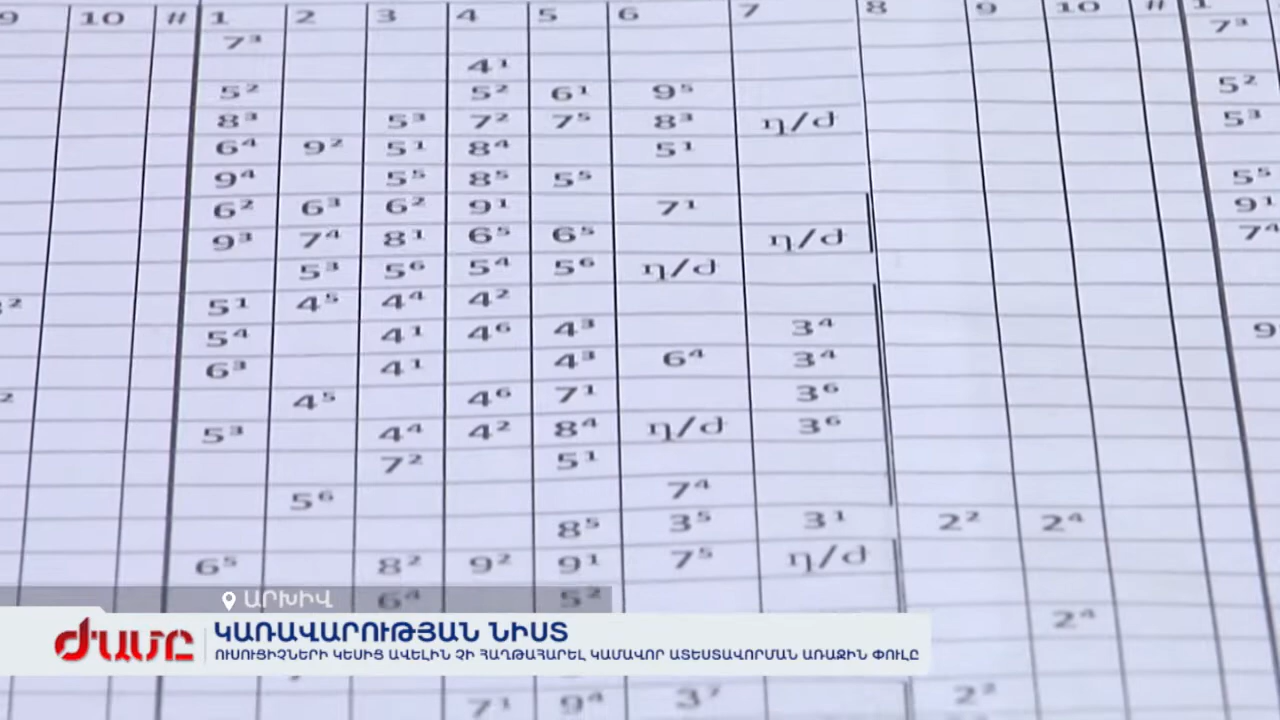 9 10 # 1 2 3 4 5 6 7 8 9 10 # 1
7³ 7³
4¹
5² 5² 6¹ 9⁵ 5²
8³ 5³ 7² 7⁵ 8³ դ/ժ 5³
6⁴ 9² 5¹ 8⁴ 5¹
9⁴ 5⁵ 8⁵ 5⁵ 5⁵
6² 6³ 6² 9¹ 7¹ 9¹
9³ 7⁴ 8¹ 6⁵ 6⁵ դ/ժ 7⁴
5³ 5⁶ 5⁴ 5⁶ դ/ժ
5¹ 4⁵ 4⁴ 4²
5⁴ 4¹ 4⁶ 4³ 3⁴ 9
6³ 4¹ 4³ 6⁴ 3⁴
4⁵ 4⁶ 7¹ 3⁶
5³ 4⁴ 4² 8⁴ դ/ժ 3⁶
7² 5¹
5⁶ 7⁴
8⁵ 3⁵ 3¹ 2² 2⁴
6⁵ 8² 9² 9¹ 7⁵ դ/ժ
6⁴ 5²
ԱՐԽԻՎ
2⁴
ԺԱՄԸ
ԿԱՌԱՎԱՐՈՒԹՅԱՆ ՆԻՍՏ
ՈՒՍՈՒՑԻՉՆԵՐԻ ԿԵՍԻՑ ԱՎԵԼԻՆ ՉԻ ՀԱՂԹԱՀԱՐԵԼ ԿԱՄԱՎՈՐ ԱՏԵՍՏԱՎՈՐՄԱՆ ԱՌԱՋԻՆ ՓՈՒԼԸ
7¹ 9⁴ 3⁷ 2²